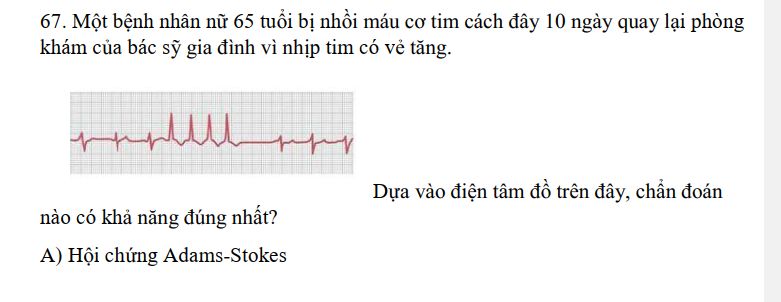 67. Một bệnh nhân nữ 65 tuổi bị nhồi máu cơ tim cách đây 10 ngày quay lại phòng
khám của bác sỹ gia đình vì nhịp tim có vẻ tăng.
Dựa vào điện tâm đồ trên đây, chẩn đoán
nào có khả năng đúng nhất?
A) Hội chứng Adams-Stokes